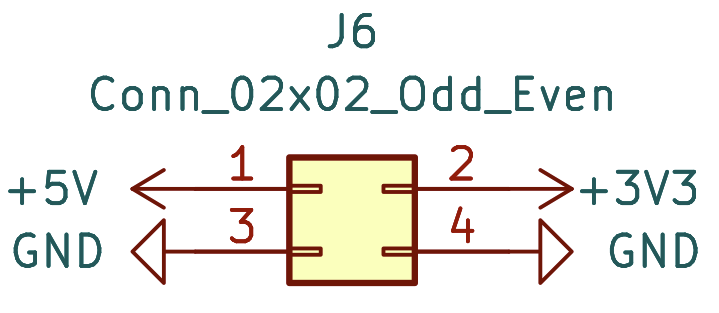 J6
Conn_02x02_Odd_Even
+5V 1 2 +3V3
GND 3 4 GND